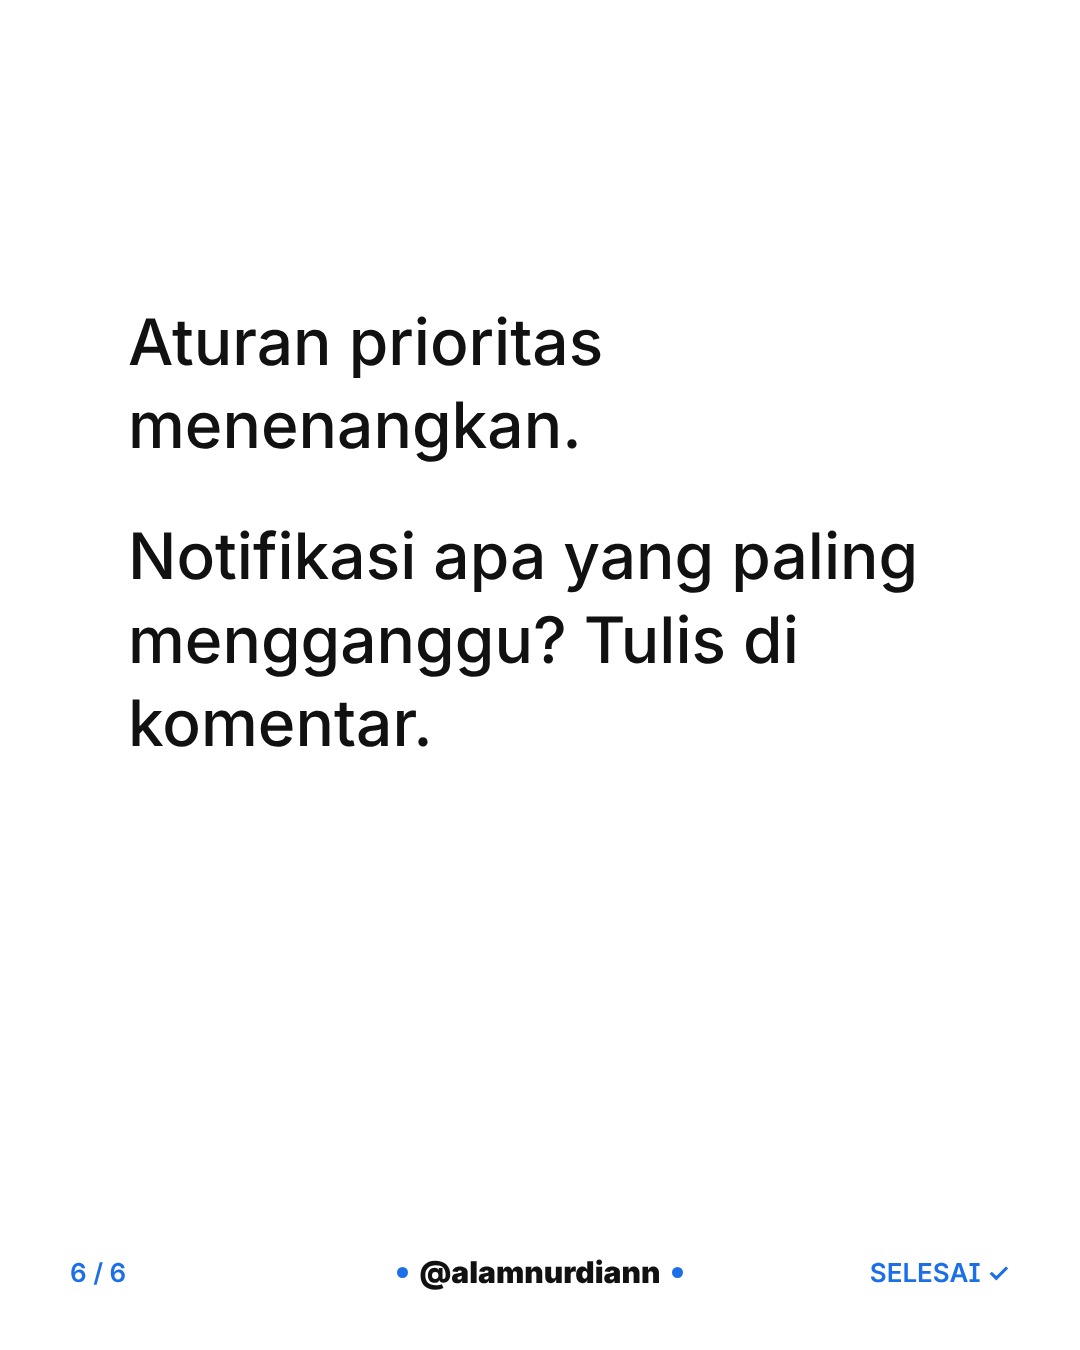 Aturan prioritas
menenangkan.
Notifikasi apa yang paling
mengganggu? Tulis di
komentar.
6 / 6
• @alamnurdiann •
SELESAI ✓